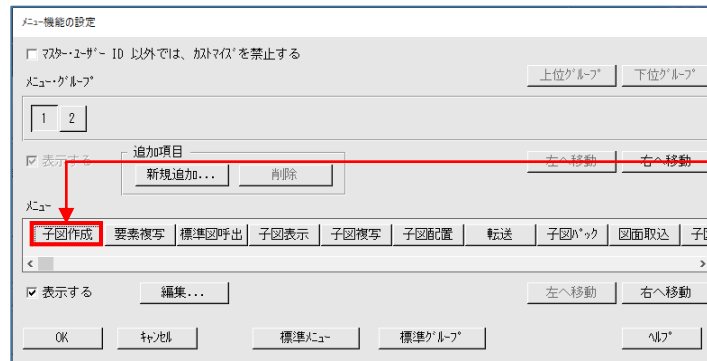 ﾒﾆｭｰ機能の設定
ﾏｽﾀｰ･ﾕｰｻﾞｰ ID 以外では、ｶｽﾄﾏｲｽﾞを禁止する
ﾒﾆｭｰ･ｸﾞﾙｰﾌﾟ
上位ｸﾞﾙｰﾌﾟ 下位ｸﾞﾙｰﾌﾟ
1 2
追加項目
表示する 新規追加... 削除 左へ移動 右へ移動
ﾒﾆｭｰ
子図作成 要素複写 標準図呼出 子図表示 子図複写 子図配置 転送 子図ﾊﾟｯｸ 図面取込 子
表示する 編集... 左へ移動 右へ移動
OK ｷｬﾝｾﾙ 標準ﾒﾆｭｰ 標準ｸﾞﾙｰﾌﾟ ﾍﾙﾌﾟ